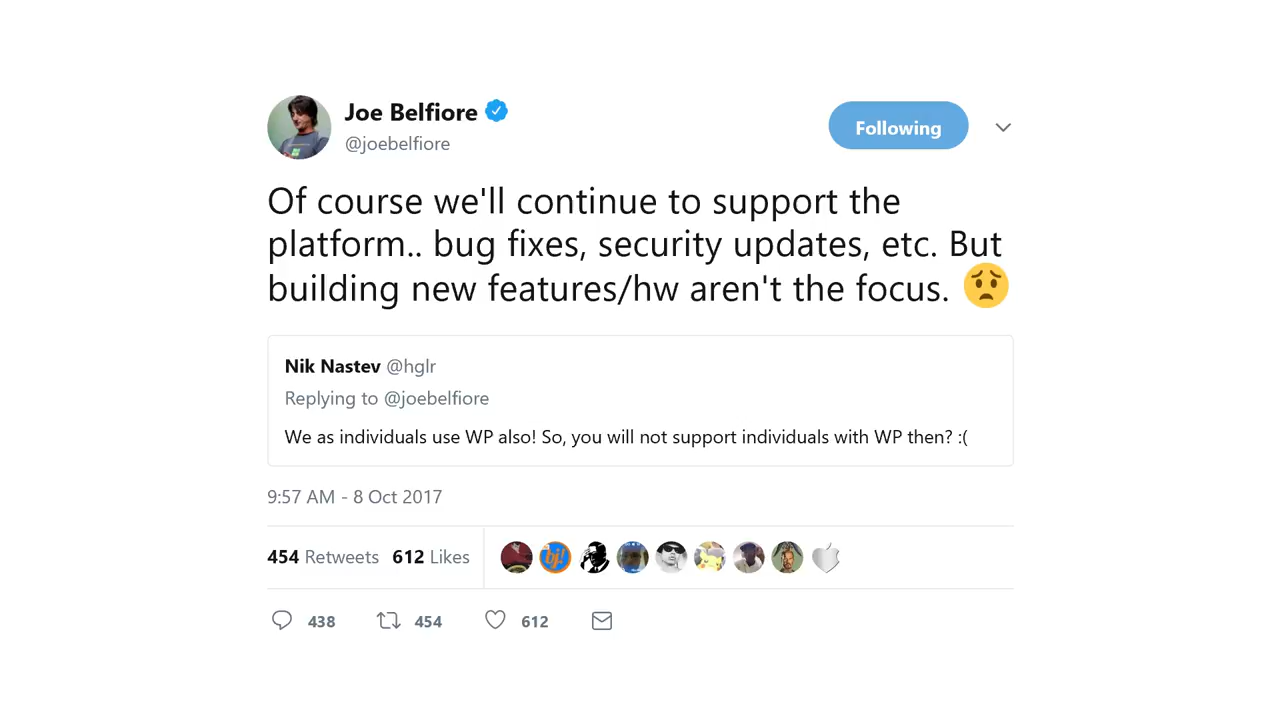 Joe Belfiore
@joebelfiore
Following
Of course we'll continue to support the
platform.. bug fixes, security updates, etc. But
building new features/hw aren't the focus. 😟
Nik Nastev @hglr
Replying to @joebelfiore
We as individuals use WP also! So, you will not support individuals with WP then? :(
9:57 AM - 8 Oct 2017
454 Retweets 612 Likes
bj!
438 454 612